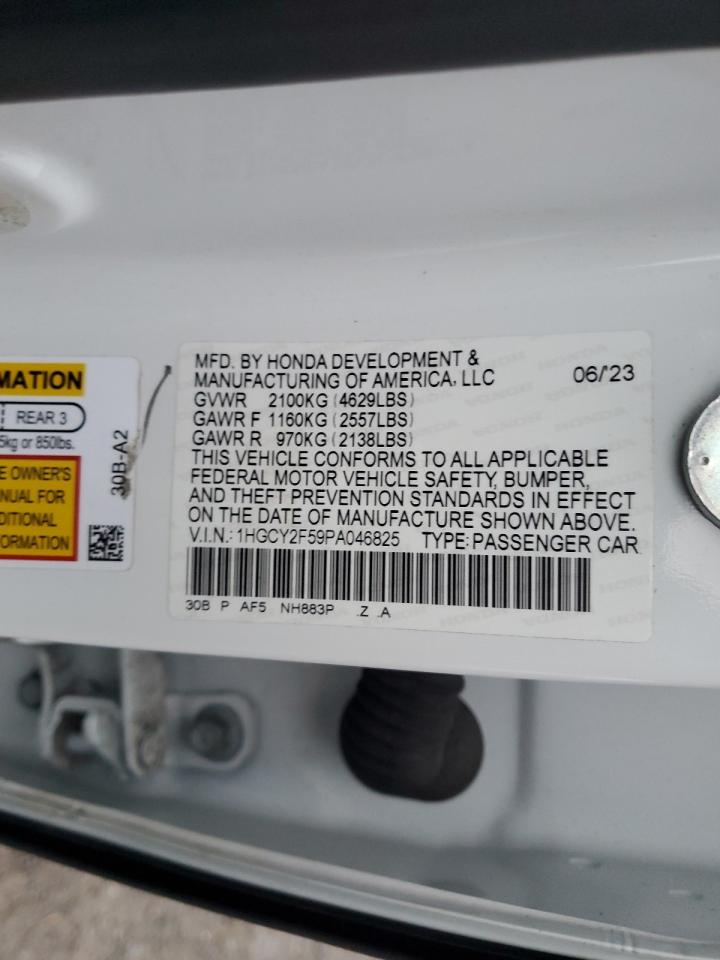 MATION
REAR 3
5kg or 850lbs.
E OWNER'S
NUAL FOR
DITIONAL
FORMATION
30B-A2
MFD. BY HONDA DEVELOPMENT &
MANUFACTURING OF AMERICA, LLC 06/'23
GVWR 2100KG (4629LBS)
GAWR F 1160KG (2557LBS)
GAWR R 970KG (2138LBS)
THIS VEHICLE CONFORMS TO ALL APPLICABLE
FEDERAL MOTOR VEHICLE SAFETY, BUMPER,
AND THEFT PREVENTION STANDARDS IN EFFECT
ON THE DATE OF MANUFACTURE SHOWN ABOVE.
V.I.N.: 1HGCY2F59PA046825 TYPE: PASSENGER CAR
30B P AF5 NH883P .Z .A